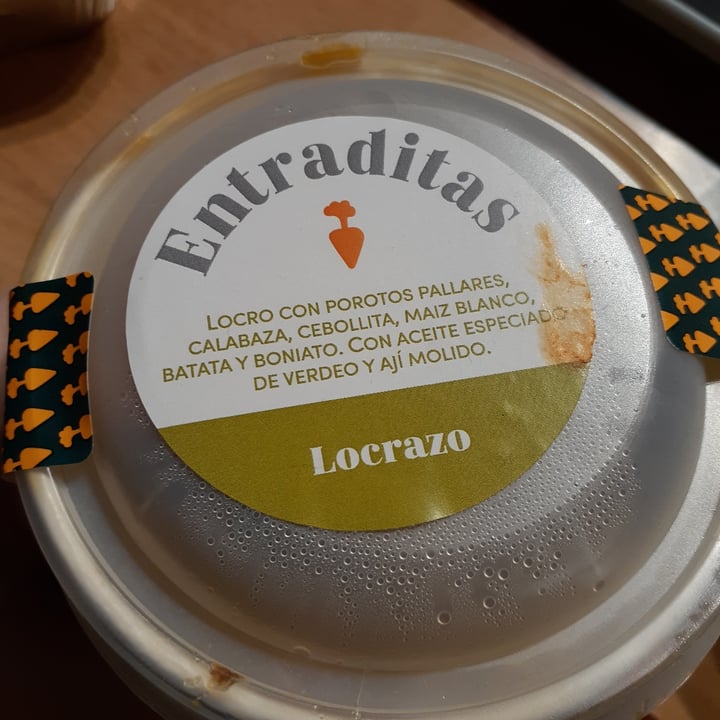 Entraditas
LOCRO CON POROTOS PALLARES,
CALABAZA, CEBOLLITA, MAIZ BLANCO,
BATATA Y BONIATO. CON ACEITE ESPECIADO
DE VERDEO Y AJÍ MOLIDO.
Locrazo